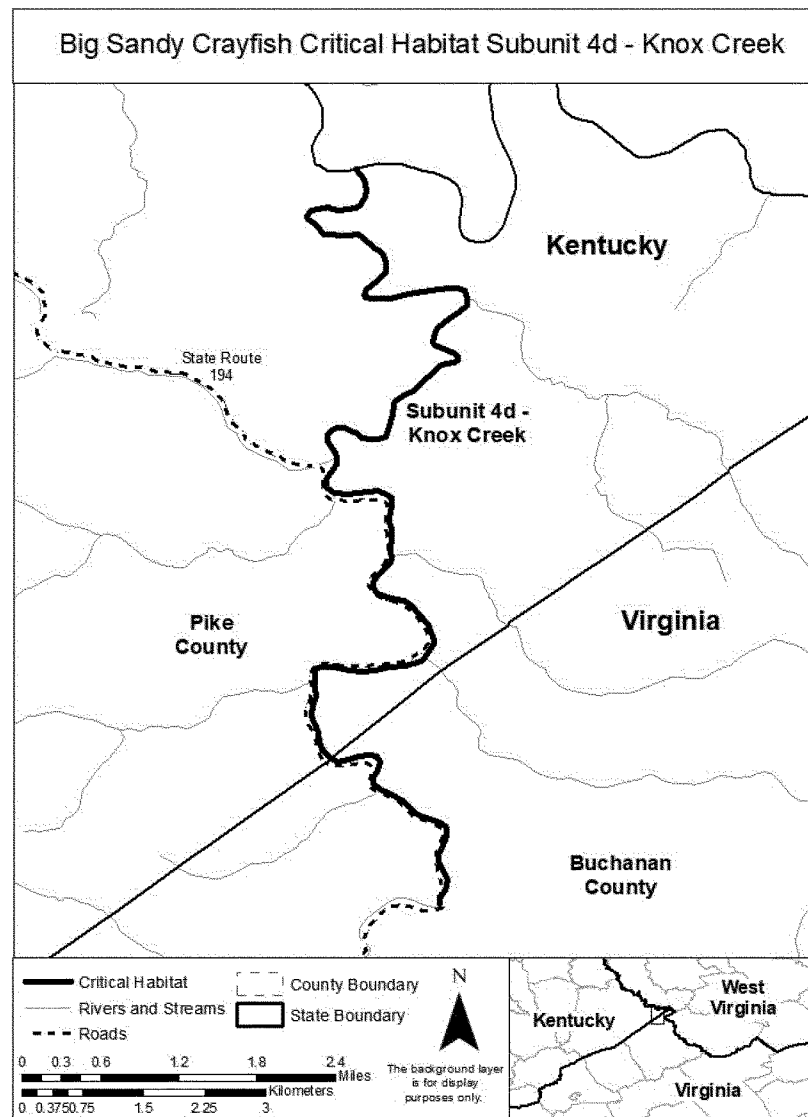 Big Sandy Crayfish Critical Habitat Subunit 4d - Knox Creek
Kentucky
State Route
194
Subunit 4d -
Knox Creek
Pike
County
Virginia
Buchanan
County
Critical Habitat
Rivers and Streams
Roads
County Boundary
State Boundary
N
The background layer
is for display
purposes only.
0 0.3 0.6 1.2 1.8 2.4
Miles
Kilometers
0 0.375 0.75 1.5 2.25 3
West
Virginia
Kentucky
Virginia